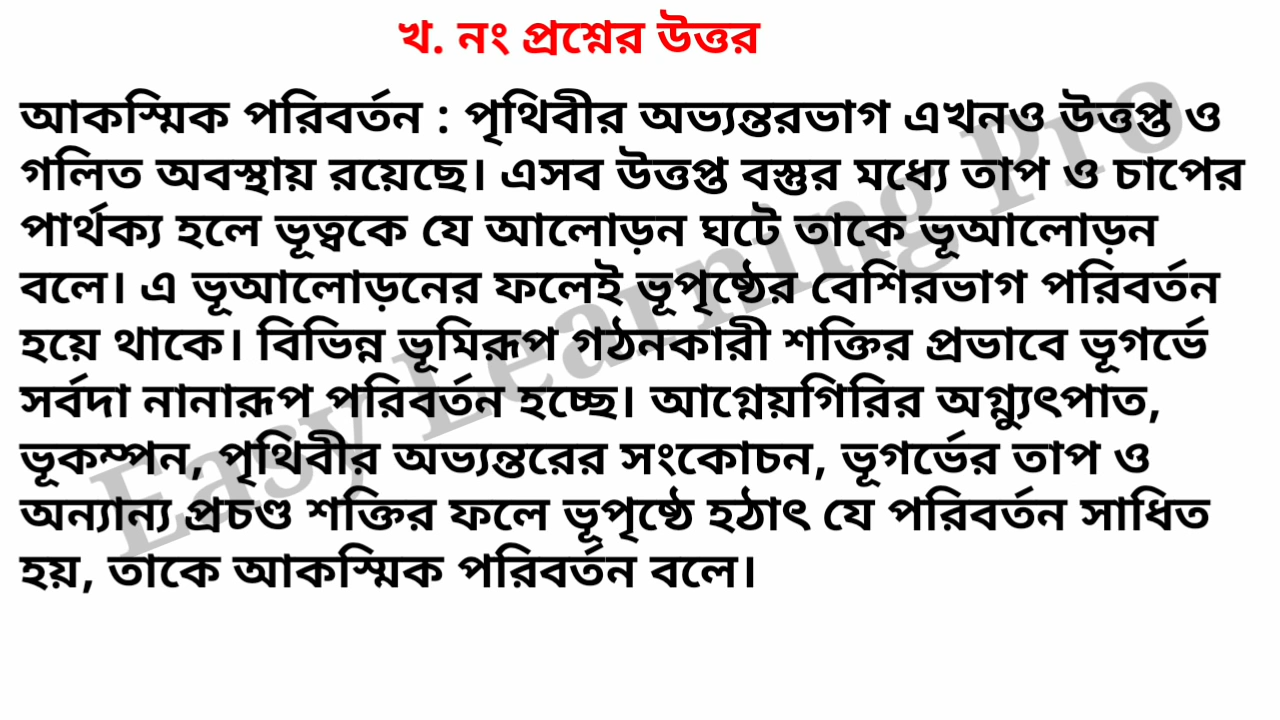 খ. নং প্রশ্নের উত্তর
আকস্মিক পরিবর্তন : পৃথিবীর অভ্যন্তরভাগ এখনও উত্তপ্ত ও
গলিত অবস্থায় রয়েছে। এসব উত্তপ্ত বস্তুর মধ্যে তাপ ও চাপের
পার্থক্য হলে ভূত্বকে যে আলোড়ন ঘটে তাকে ভূআলোড়ন
বলে। এ ভূআলোড়নের ফলেই ভূপৃষ্ঠের বেশিরভাগ পরিবর্তন
হয়ে থাকে। বিভিন্ন ভূমিরূপ গঠনকারী শক্তির প্রভাবে ভূগর্ভে
সর্বদা নানারূপ পরিবর্তন হচ্ছে। আগ্নেয়গিরির অগ্ন্যুৎপাত,
ভূকম্পন, পৃথিবীর অভ্যন্তরের সংকোচন, ভূগর্ভের তাপ ও
অন্যান্য প্রচণ্ড শক্তির ফলে ভূপৃষ্ঠে হঠাৎ যে পরিবর্তন সাধিত
হয়, তাকে আকস্মিক পরিবর্তন বলে।
Easy Learning Pro